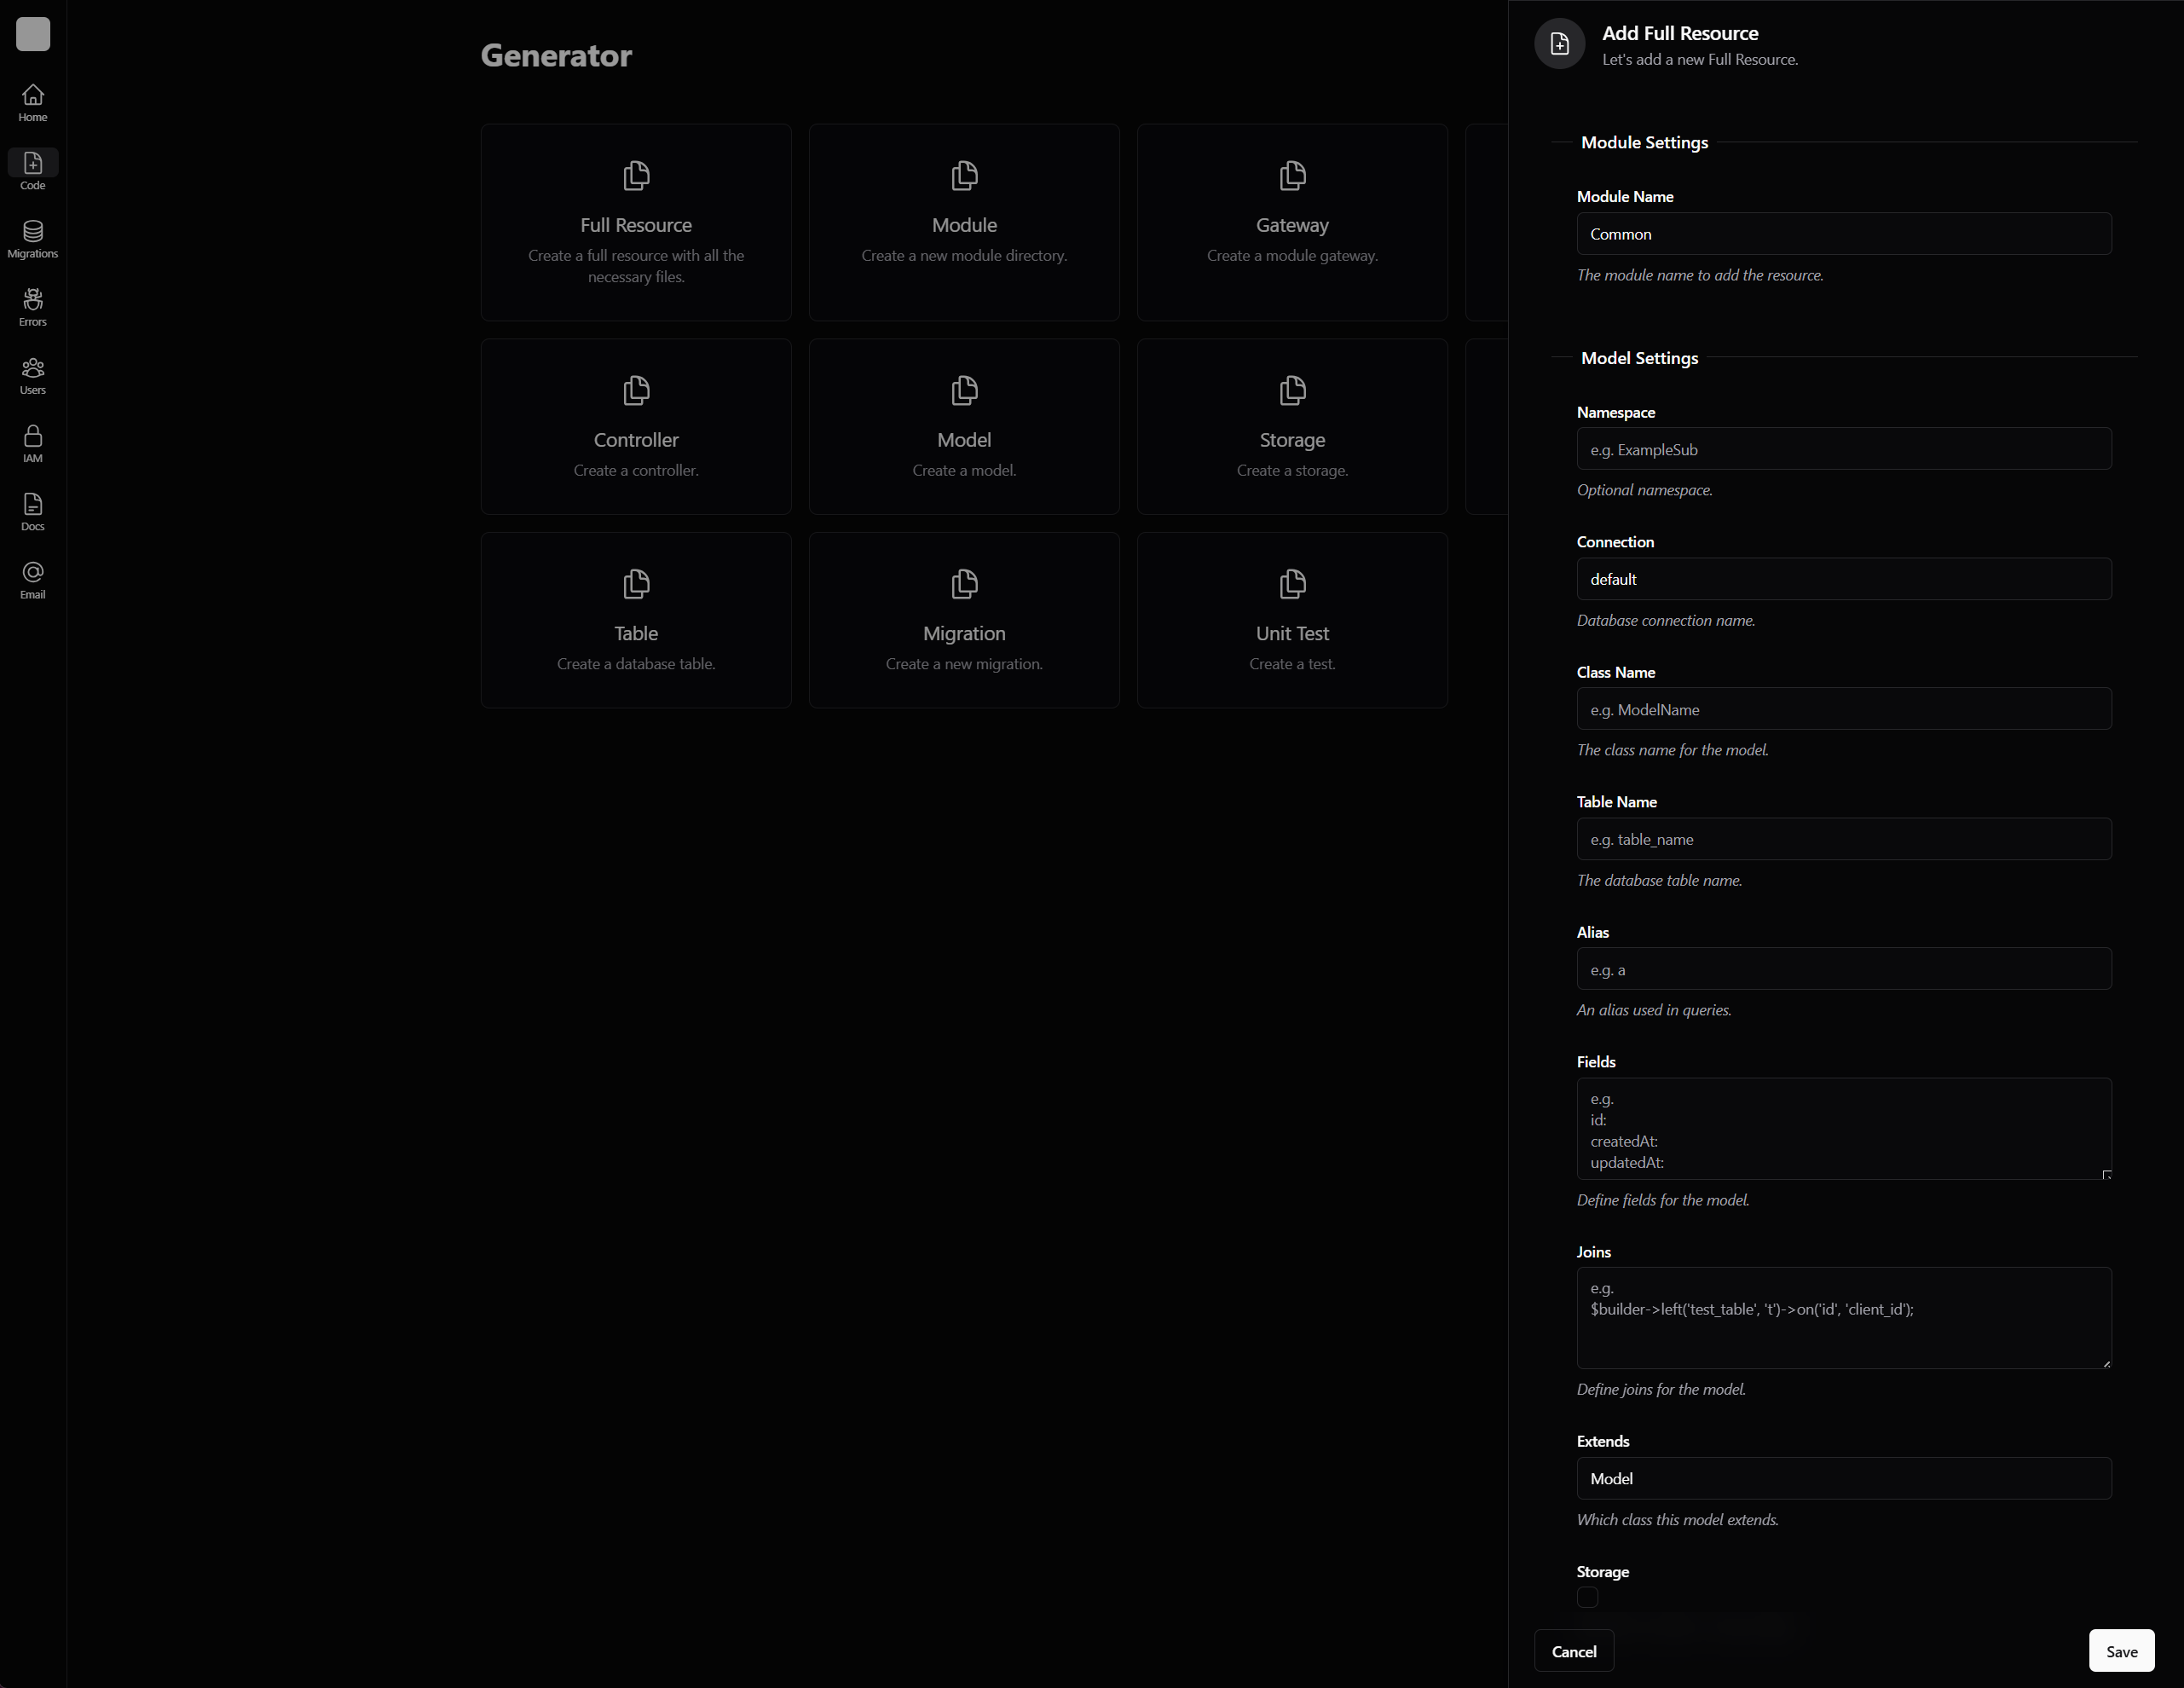 Home
Code
Migrations
Errors
Users
IAM
Docs
Email
Generator
Full Resource
Create a full resource with all the
necessary files.
Module
Create a new module directory.
Gateway
Create a module gateway.
Controller
Create a controller.
Model
Create a model.
Storage
Create a storage.
Table
Create a database table.
Migration
Create a new migration.
Unit Test
Create a test.
Add Full Resource
Let's add a new Full Resource.
Module Settings
Module Name
Common
The module name to add the resource.
Model Settings
Namespace
e.g. ExampleSub
Optional namespace.
Connection
default
Database connection name.
Class Name
e.g. ModelName
The class name for the model.
Table Name
e.g. table_name
The database table name.
Alias
e.g. a
An alias used in queries.
Fields
e.g.
id:
createdAt:
updatedAt:
Define fields for the model.
Joins
e.g.
$builder->left('test_table', 't')->on('id', 'client_id');
Define joins for the model.
Extends
Model
Which class this model extends.
Storage
Cancel
Save